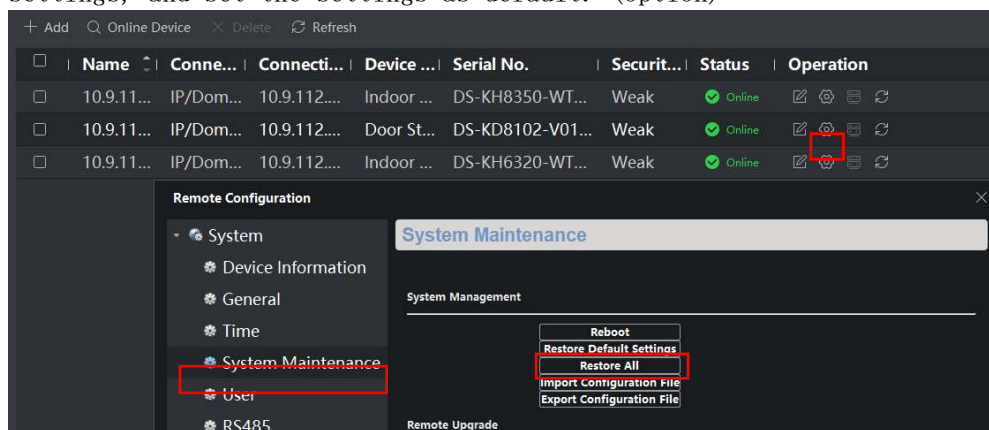 settings, and set the settings as default. (option)
+ Add Online Device × Delete Refresh
Name Conne... Connecti... Device ... Serial No. Securit... Status Operation
10.9.11... IP/Dom... 10.9.112.... Indoor ... DS-KH8350-WT... Weak Online
10.9.11... IP/Dom... 10.9.112.... Door St... DS-KD8102-V01... Weak Online
10.9.11... IP/Dom... 10.9.112.... Indoor ... DS-KH6320-WT... Weak Online
Remote Configuration
System
System Maintenance
Device Information
General
System Management
Time
Reboot
Restore Default Settings
System Maintenance
Restore All
Import Configuration File
User
Export Configuration File
RS485
Remote Upgrade